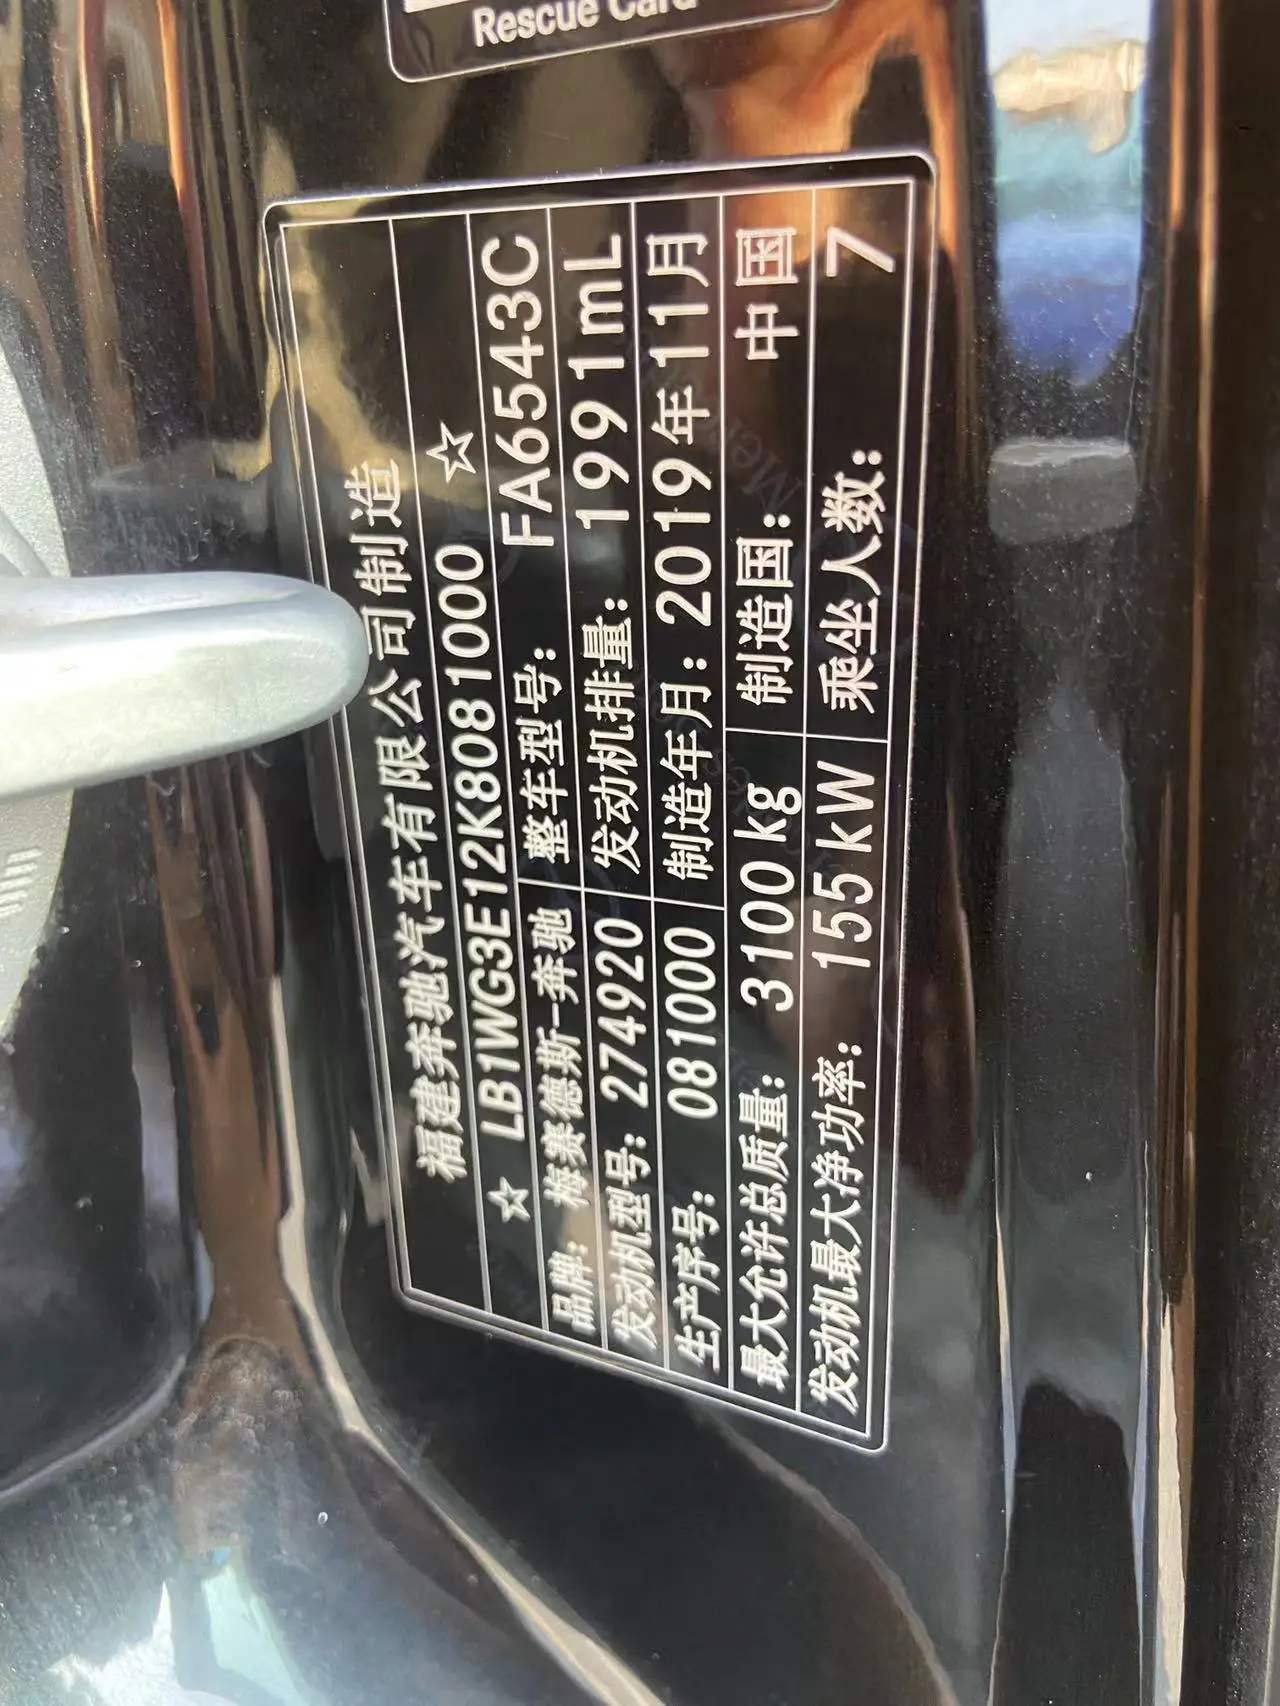 Rescue Card
福建奔驰汽车有限公司制造
☆ LB1WG3E12K8081000 ☆
品牌：梅赛德斯-奔驰 整车型号：FA6543C
发动机型号：274920 发动机排量：1991mL
生产序号：081000 制造年月：2019年11月
最大允许总质量：3100kg 制造国：中国
发动机最大净功率：155kW 乘坐人数：7